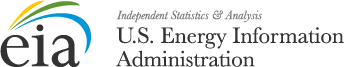 eia
Independent Statistics & Analysis
U.S. Energy Information
Administration